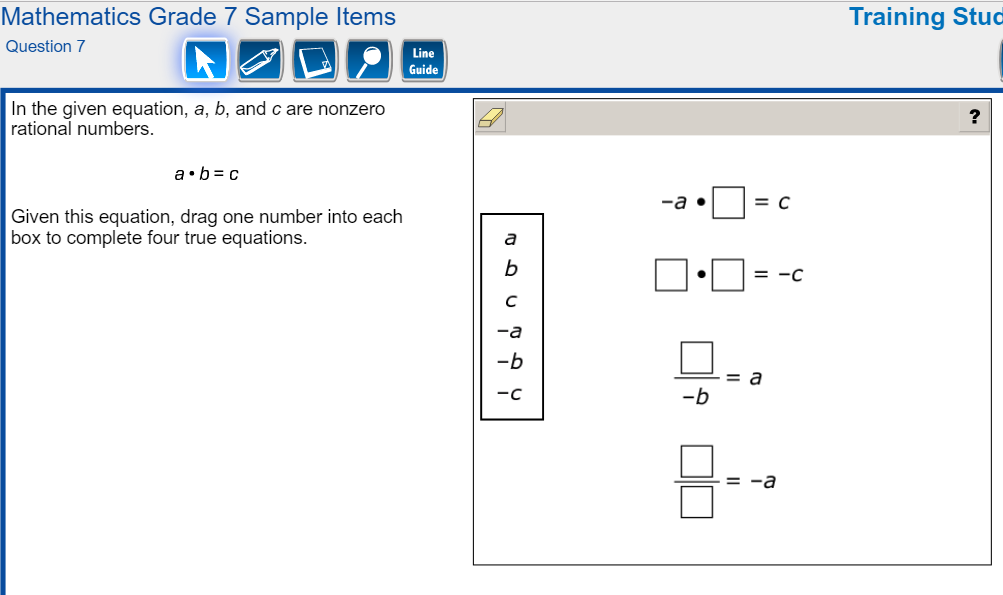 Mathematics Grade 7 Sample Items
Training Stud
Question 7
Line
Guide
In the given equation, a, b, and c are nonzero
rational numbers.
a • b = c
Given this equation, drag one number into each
box to complete four true equations.
?
a
b
c
−a
−b
−c
−a • □ = c
□ • □ = −c
□
−b
= a
□
□
= −a